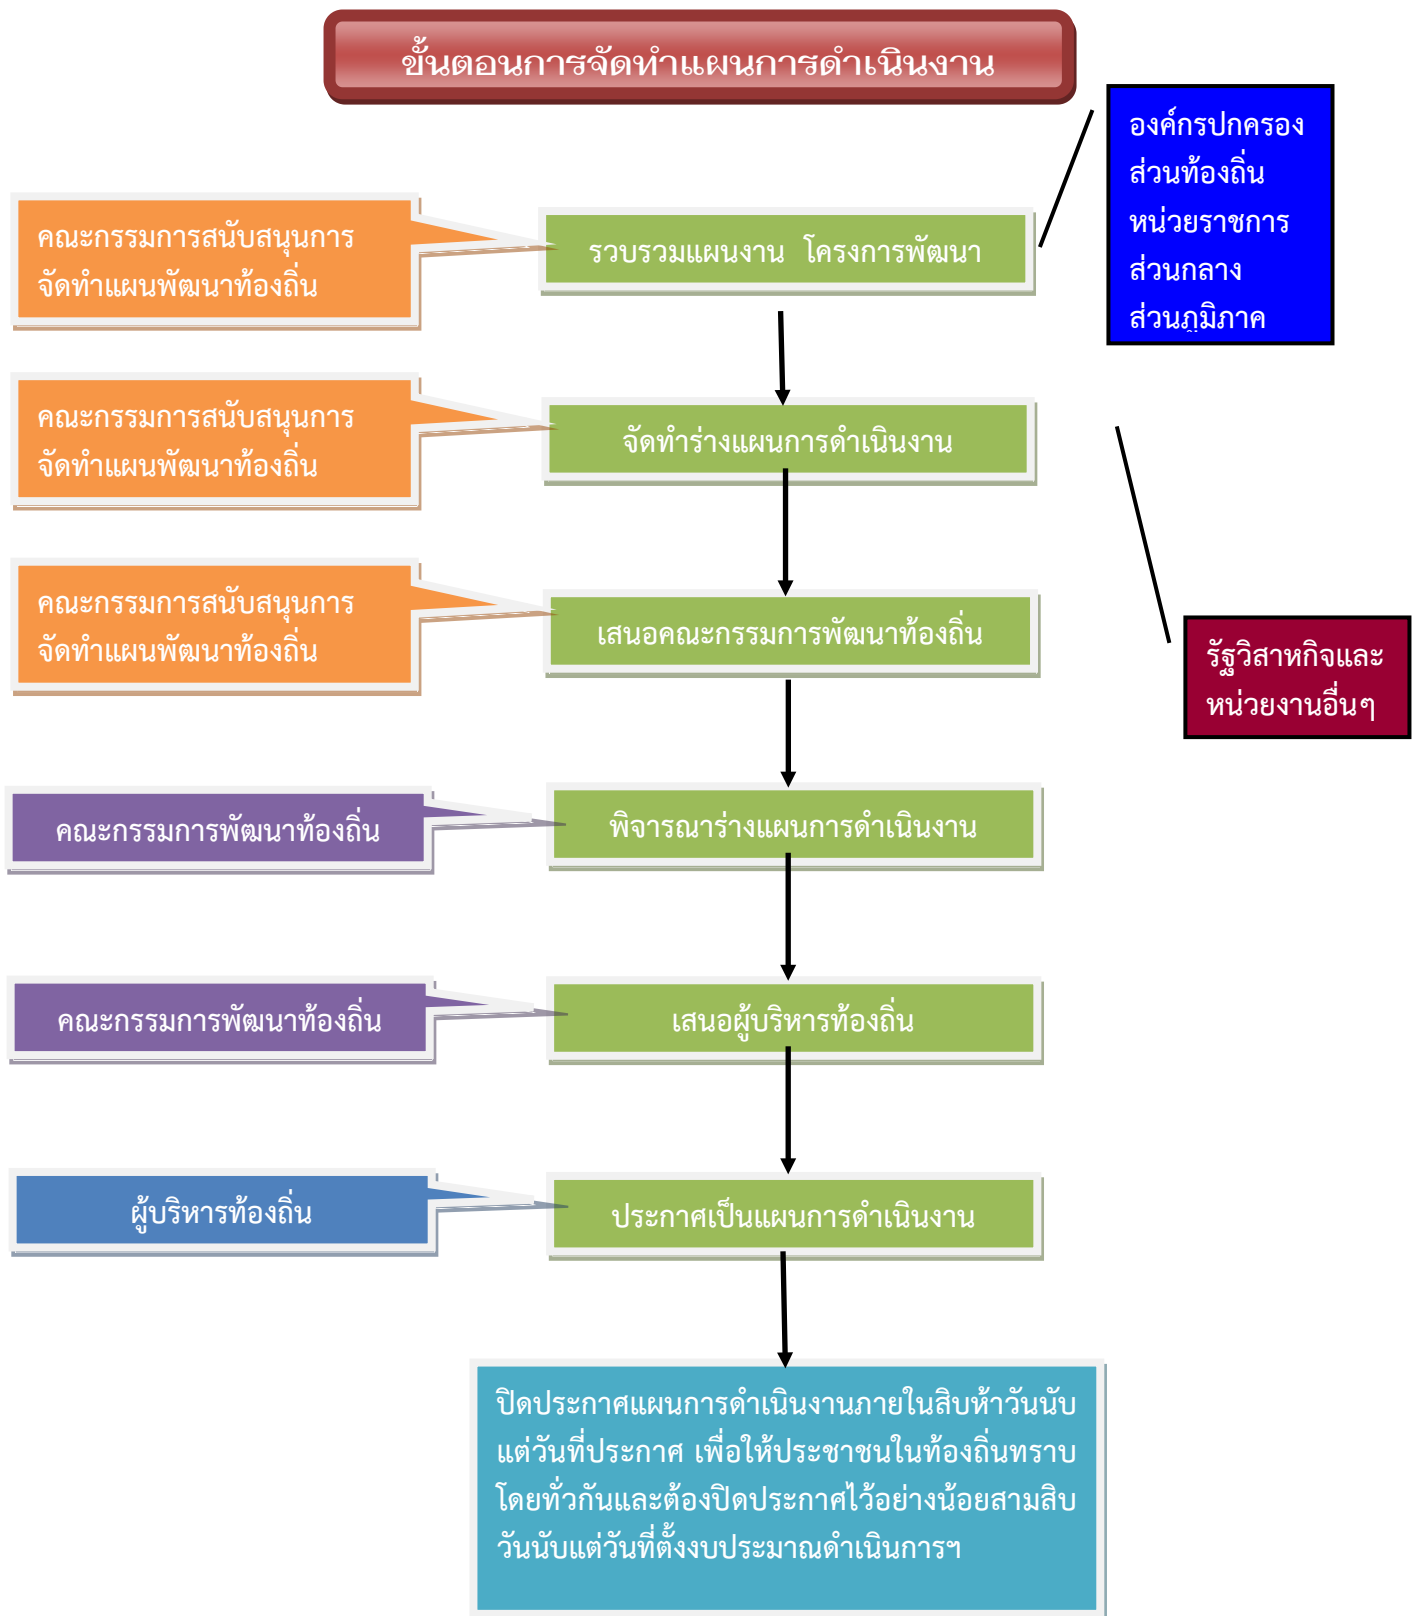 ขั้นตอนการจัดทำแผนการดำเนินงาน
องค์กรปกครอง
ส่วนท้องถิ่น
หน่วยราชการ
ส่วนกลาง
ส่วนภูมิภาค
คณะกรรมการสนับสนุนการ
จัดทำแผนพัฒนาท้องถิ่น
รวบรวมแผนงาน โครงการพัฒนา
คณะกรรมการสนับสนุนการ
จัดทำแผนพัฒนาท้องถิ่น
จัดทำร่างแผนการดำเนินงาน
คณะกรรมการสนับสนุนการ
จัดทำแผนพัฒนาท้องถิ่น
เสนอคณะกรรมการพัฒนาท้องถิ่น
รัฐวิสาหกิจและ
หน่วยงานอื่นๆ
คณะกรรมการพัฒนาท้องถิ่น
พิจารณาร่างแผนการดำเนินงาน
คณะกรรมการพัฒนาท้องถิ่น
เสนอผู้บริหารท้องถิ่น
ผู้บริหารท้องถิ่น
ประกาศเป็นแผนการดำเนินงาน
ปิดประกาศแผนการดำเนินงานภายในสิบห้าวันนับ
แต่วันที่ประกาศ เพื่อให้ประชาชนในท้องถิ่นทราบ
โดยทั่วกันและต้องปิดประกาศไว้อย่างน้อยสามสิบ
วันนับแต่วันที่ตั้งงบประมาณดำเนินการฯ